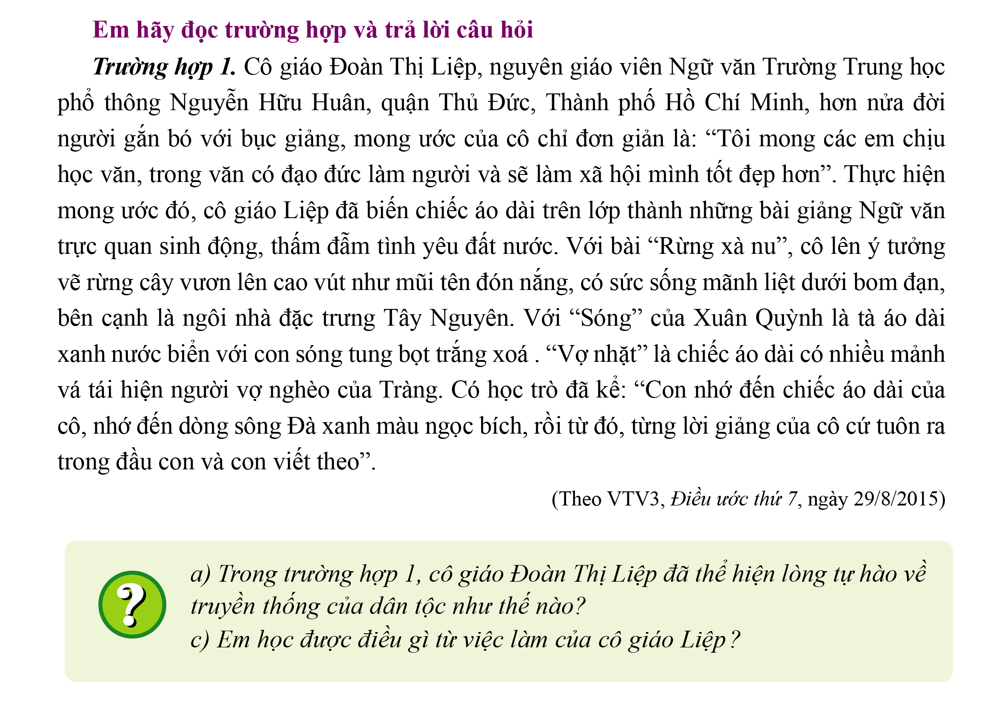 Em hãy đọc trường hợp và trả lời câu hỏi
Trường hợp 1. Cô giáo Đoàn Thị Liệp, nguyên giáo viên Ngữ văn Trường Trung học
phổ thông Nguyễn Hữu Huân, quận Thủ Đức, Thành phố Hồ Chí Minh, hơn nửa đời
người gắn bó với bục giảng, mong ước của cô chỉ đơn giản là: “Tôi mong các em chịu
học văn, trong văn có đạo đức làm người và sẽ làm xã hội mình tốt đẹp hơn”. Thực hiện
mong ước đó, cô giáo Liệp đã biến chiếc áo dài trên lớp thành những bài giảng Ngữ văn
trực quan sinh động, thấm đẫm tình yêu đất nước. Với bài “Rừng xà nu”, cô lên ý tưởng
vẽ rừng cây vươn lên cao vút như mũi tên đón nắng, có sức sống mãnh liệt dưới bom đạn,
bên cạnh là ngôi nhà đặc trưng Tây Nguyên. Với “Sóng” của Xuân Quỳnh là tà áo dài
xanh nước biển với con sóng tung bọt trắng xoá . “Vợ nhặt” là chiếc áo dài có nhiều mảnh
vá tái hiện người vợ nghèo của Tràng. Có học trò đã kể: “Con nhớ đến chiếc áo dài của
cô, nhớ đến dòng sông Đà xanh màu ngọc bích, rồi từ đó, từng lời giảng của cô cứ tuôn ra
trong đầu con và con viết theo”.
(Theo VTV3, Điều ước thứ 7, ngày 29/8/2015)
?
a) Trong trường hợp 1, cô giáo Đoàn Thị Liệp đã thể hiện lòng tự hào về
truyền thống của dân tộc như thế nào?
c) Em học được điều gì từ việc làm của cô giáo Liệp?